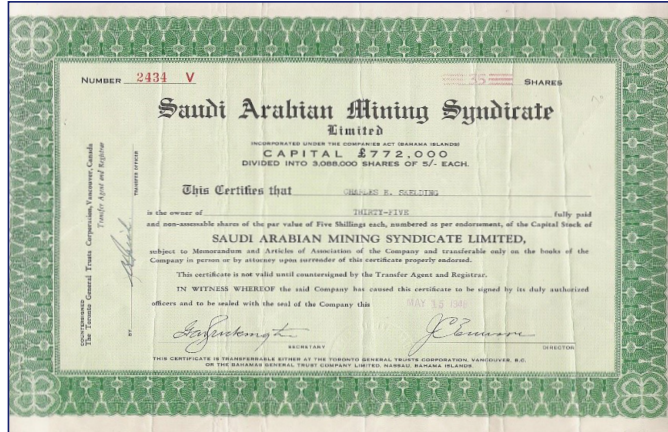 NUMBER 2434 V
35 SHARES
Saudi Arabian Mining Syndicate
Limited
INCORPORATED UNDER THE COMPANIES ACT (BAHAMA ISLANDS)
CAPITAL £772,000
DIVIDED INTO 3,088,000 SHARES OF 5/- EACH.
This Certifies that CHARLES
is the owner of THIRTY-FIVE fully paid
and non-assessable shares of the par value of Five Shillings each, numbered as per endorsement, of the Capital Stock of
SAUDI ARABIAN MINING SYNDICATE LIMITED,
subject to Memorandum and Articles of Association of the Company and transferable only on the books of the
Company in person or by attorney upon surrender of this certificate properly endorsed.
This certificate is not valid until countersigned by the Transfer Agent and Registrar.
IN WITNESS WHEREOF the said Company has caused this certificate to be signed by its duly authorized
officers and to be sealed with the seal of the Company this MAY
SECRETARY
DIRECTOR
THIS CERTIFICATE IS TRANSFERABLE EITHER AT THE TORONTO GENERAL TRUSTS CORPORATION, VANCOUVER, B.C.
OR THE BAHAMAS GENERAL TRUST COMPANY LIMITED, NASSAU, BAHAMA ISLANDS.
COUNTERSIGNED
The Toronto General Trusts Corporation, Vancouver, Canada
Transfer Agent and Registrar
BY
TRANSFER OFFICER